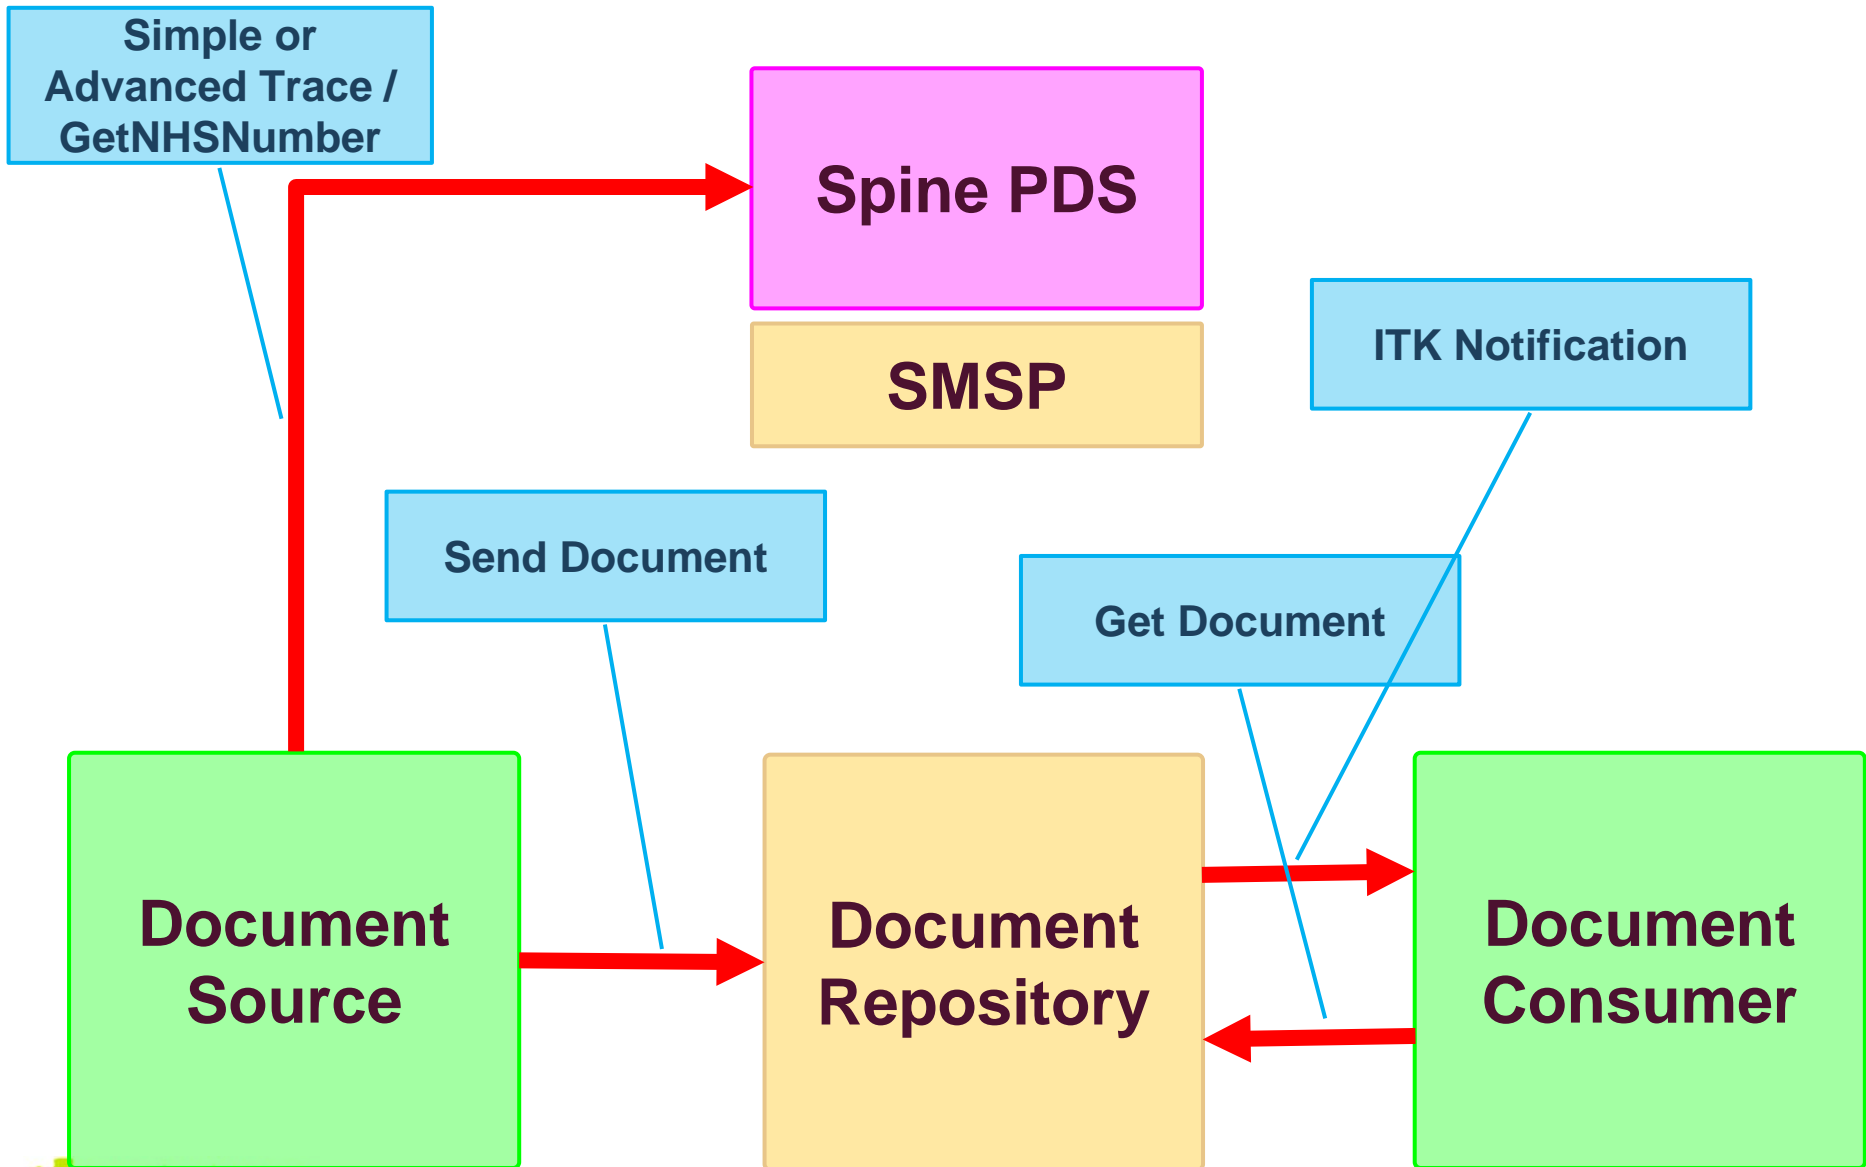 Simple or
Advanced Trace /
GetNHSNumber
Spine PDS
SMSP
ITK Notification
Send Document
Get Document
Document
Source
Document
Repository
Document
Consumer